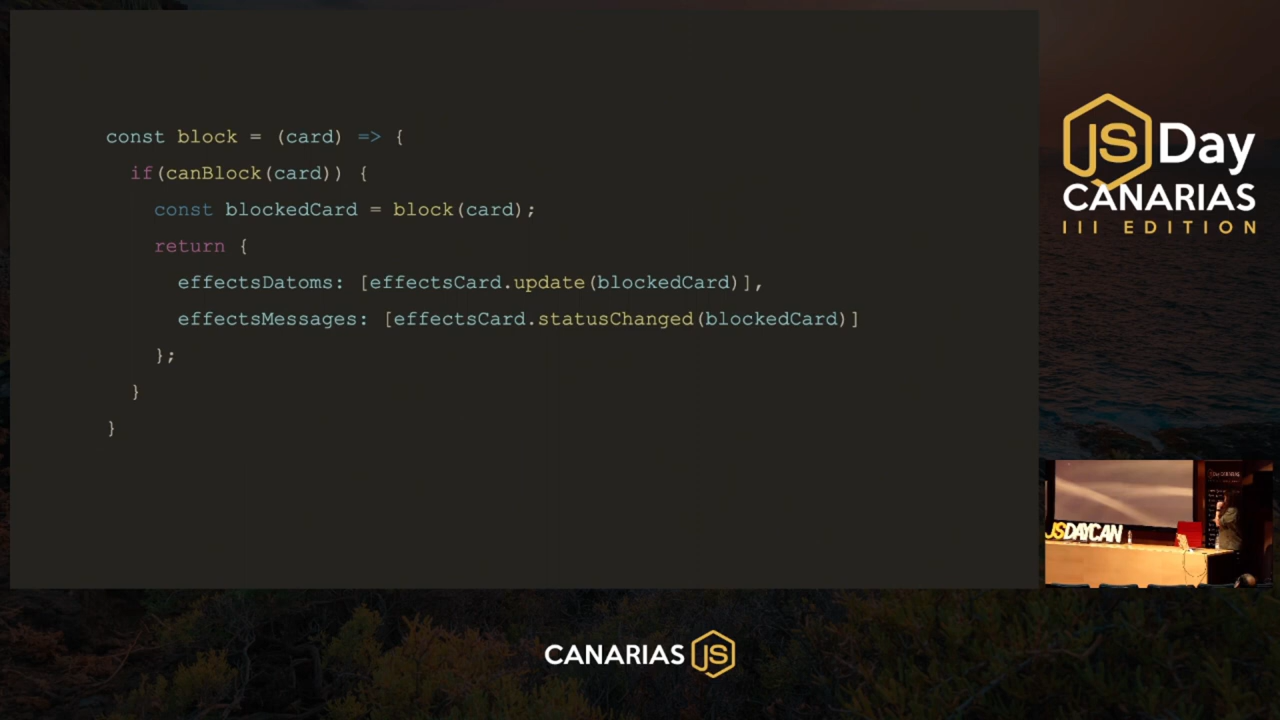 const block = (card) => {
if(canBlock(card)) {
const blockedCard = block(card);
return {
effectsDatoms: [effectsCard.update(blockedCard)],
effectsMessages: [effectsCard.statusChanged(blockedCard)]
};
}
}
JS Day
CANARIAS
III EDITION
JSDAYCAN
CANARIAS JS